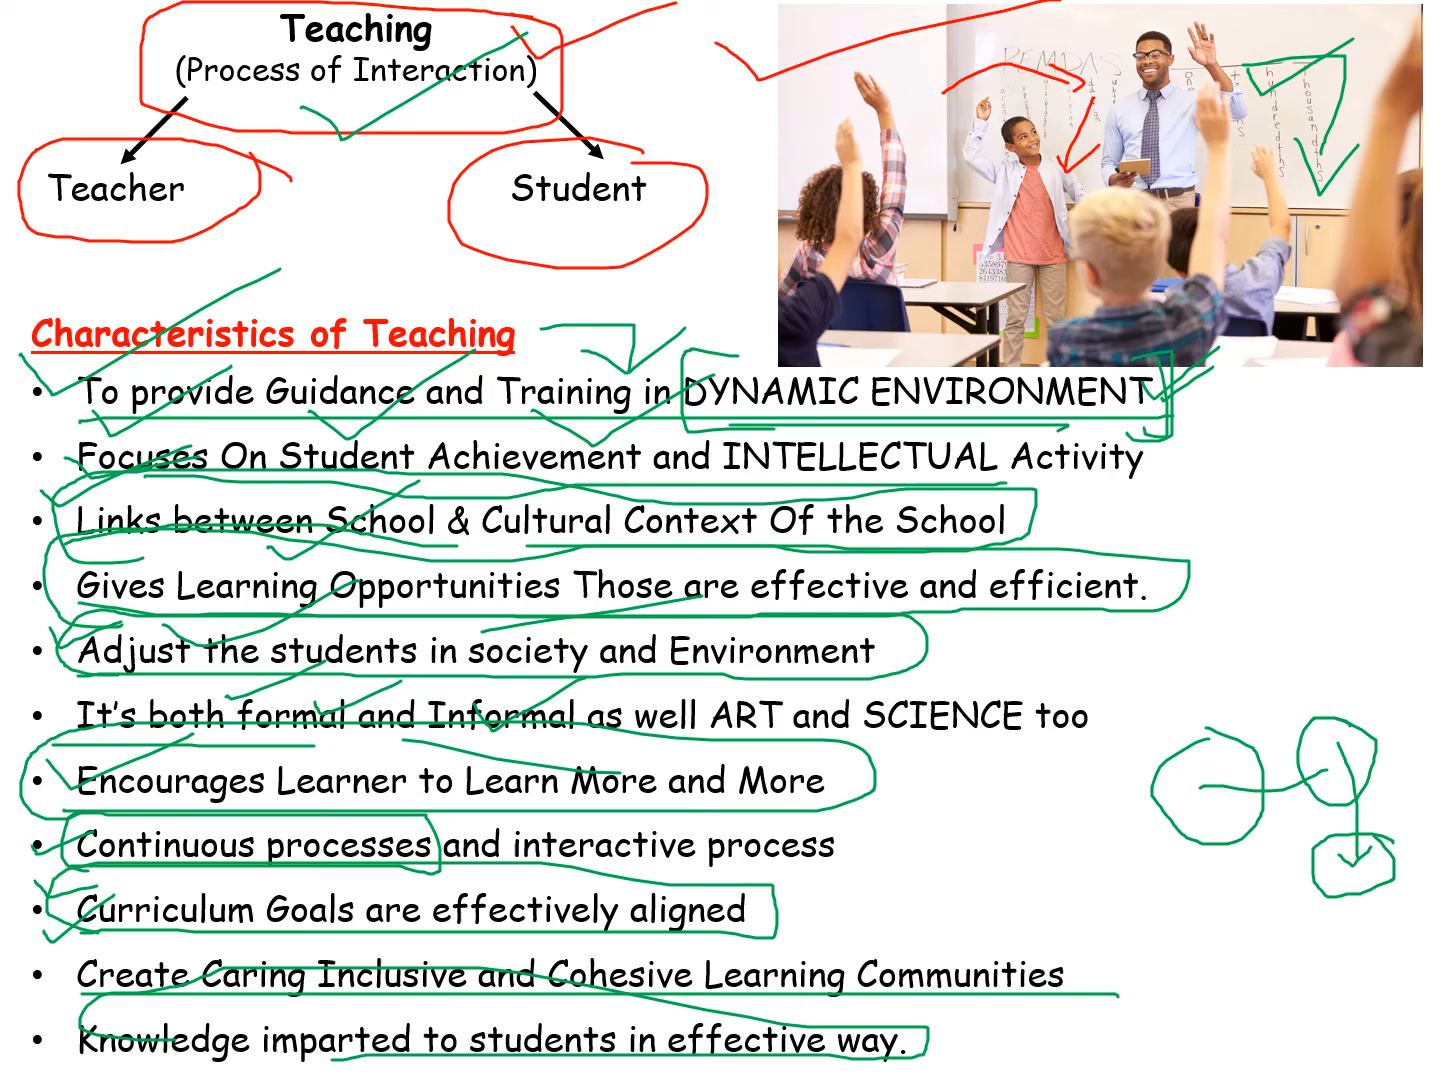 Teaching
(Process of Interaction)
Teacher
Student
Characteristics of Teaching
• To provide Guidance and Training in DYNAMIC ENVIRONMENT
• Focuses On Student Achievement and INTELLECTUAL Activity
• Links between School & Cultural Context Of the School
• Gives Learning Opportunities Those are effective and efficient.
• Adjust the students in society and Environment
• It's both formal and Informal as well ART and SCIENCE too
• Encourages Learner to Learn More and More
• Continuous processes and interactive process
• Curriculum Goals are effectively aligned
• Create Caring Inclusive and Cohesive Learning Communities
• Knowledge imparted to students in effective way.
PEMDAS
hundredths
thousandths